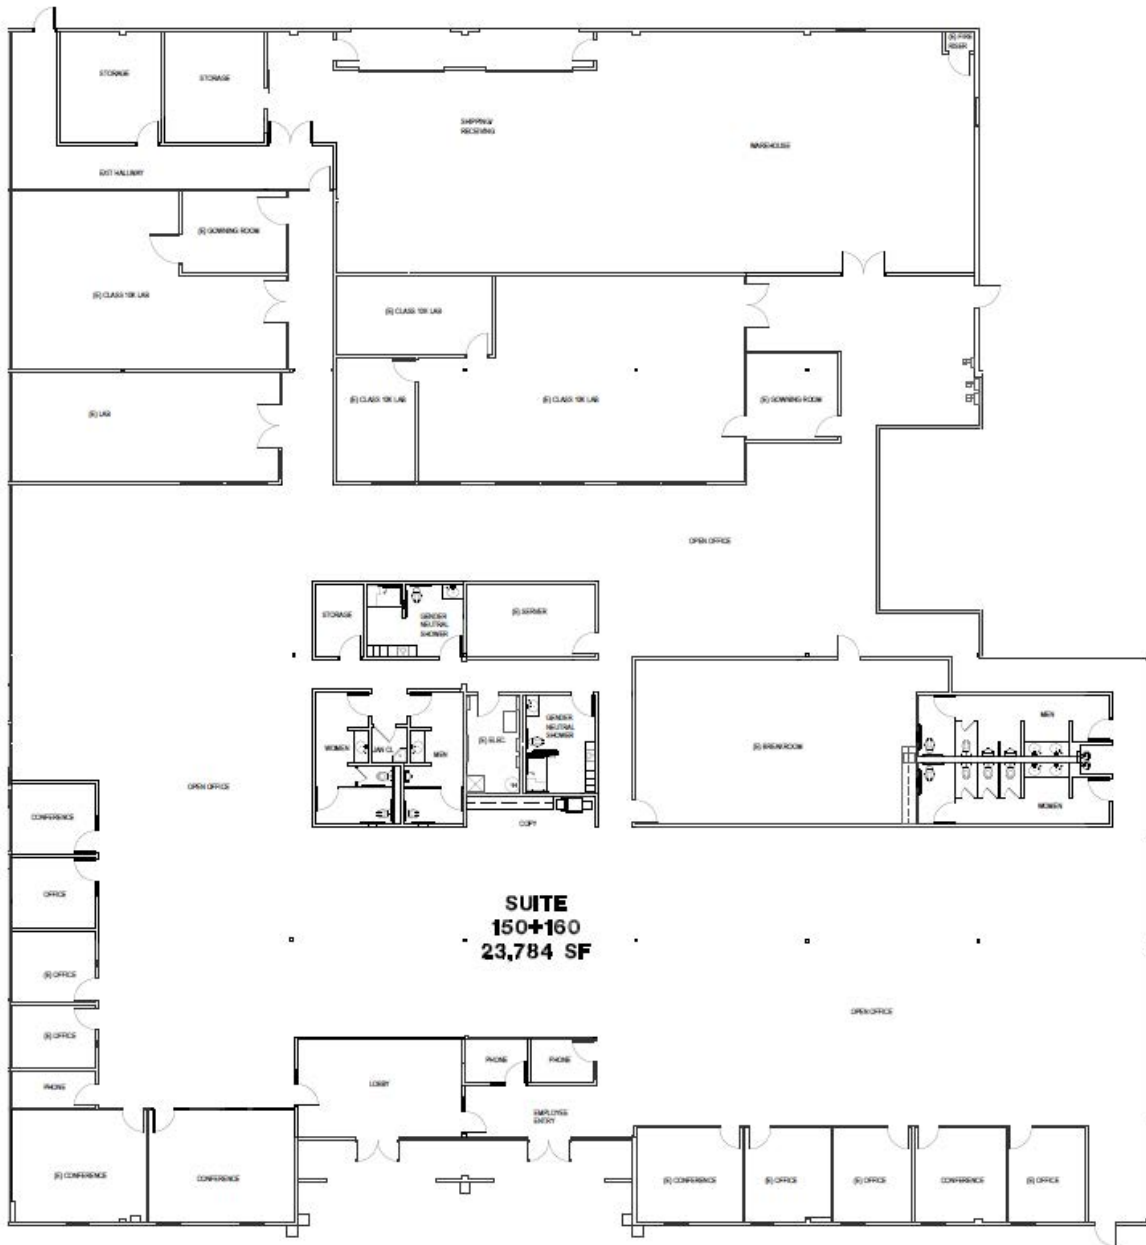 (E) FIRE
RISER
STORAGE
STORAGE
SHIPPING/
RECEIVING
WAREHOUSE
EXIT HALLWAY
(E) GOWNING ROOM
(E) CLASS 10K LAB
(E) CLASS 10K LAB
(E) CLASS 10K LAB
(E) CLASS 10K LAB
(E) GOWNING ROOM
(E) LAB
OPEN OFFICE
STORAGE
GENDER
NEUTRAL
SHOWER
(E) SERVER
WOMEN
JAN CL.
MEN
(E) ELEC.
GENDER
NEUTRAL
SHOWER
(E) BREAKROOM
MEN
WOMEN
OPEN OFFICE
COPY
CONFERENCE
OFFICE
(E) OFFICE
(E) OFFICE
PHONE
SUITE
150+160
23,784 SF
OPEN OFFICE
LOBBY
PHONE
PHONE
EMPLOYEE
ENTRY
(E) CONFERENCE
CONFERENCE
(E) CONFERENCE
(E) OFFICE
(E) OFFICE
CONFERENCE
(E) OFFICE